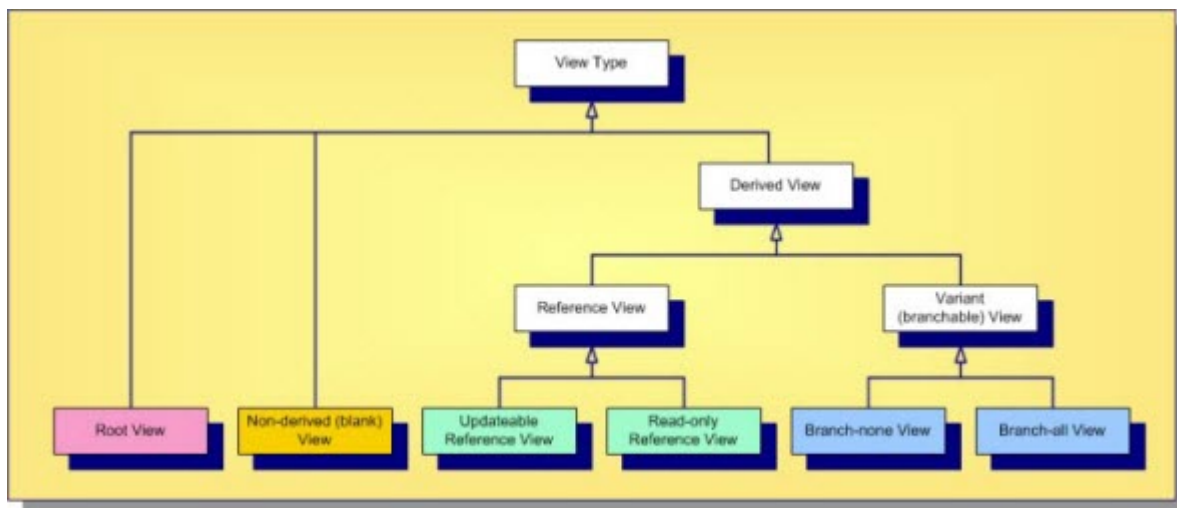 View Type
Derived View
Reference View
Variant
(branchable) View
Root View
Non-derived (blank)
View
Updateable
Reference View
Read-only
Reference View
Branch-none View
Branch-all View